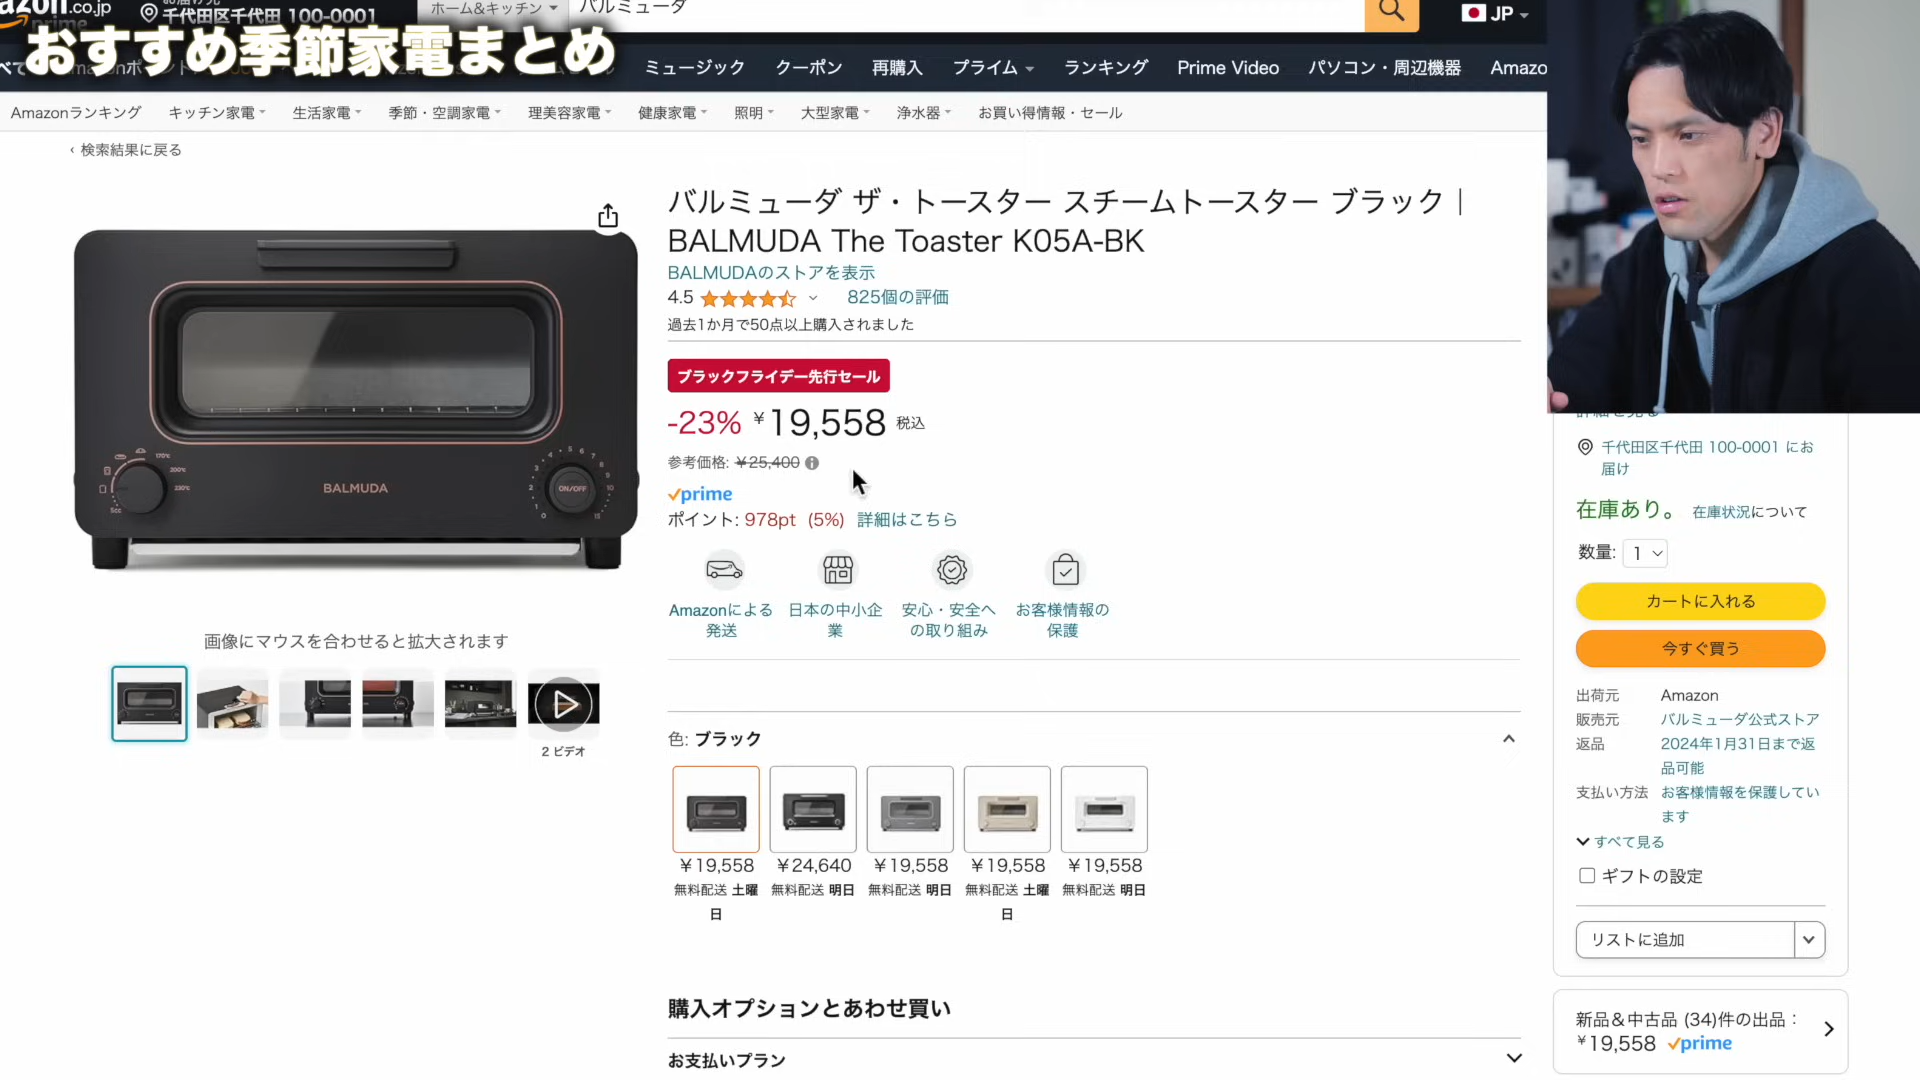 azon.co.jp
prime
千代田区千代田 100-0001
ホーム&キッチン
バルミューダ
JP
おすすめ季節家電まとめ
ミュージック
クーポン
再購入
プライム
ランキング
Prime Video
パソコン・周辺機器
Amazo
Amazonランキング
キッチン家電
生活家電
季節・空調家電
理美容家電
健康家電
照明
大型家電
浄水器
お買い得情報・セール
‹ 検索結果に戻る
バルミューダ ザ・トースター スチームトースター ブラック｜
BALMUDA The Toaster K05A-BK
BALMUDAのストアを表示
4.5
825個の評価
過去1か月で50点以上購入されました
ブラックフライデー先行セール
-23% ￥19,558 税込
参考価格: ￥25,400
prime
ポイント: 978pt (5%) 詳細はこちら
Amazonによる
発送
日本の中小企
業
安心・安全へ
の取り組み
お客様情報の
保護
170℃
200℃
230℃
5cc
BALMUDA
ON/OFF
0
1
2
3
4
5
6
7
8
9
10
15
画像にマウスを合わせると拡大されます
2 ビデオ
色: ブラック
￥19,558
無料配送 土曜
日
￥24,640
無料配送 明日
￥19,558
無料配送 明日
￥19,558
無料配送 土曜
日
￥19,558
無料配送 明日
購入オプションとあわせ買い
お支払いプラン
千代田区千代田 100-0001 にお
届け
在庫あり。 在庫状況について
数量: 1
カートに入れる
今すぐ買う
出荷元 Amazon
販売元 バルミューダ公式ストア
返品 2024年1月31日まで返
品可能
支払い方法 お客様情報を保護してい
ます
すべて見る
ギフトの設定
リストに追加
新品＆中古品 (34)件の出品：
￥19,558 prime